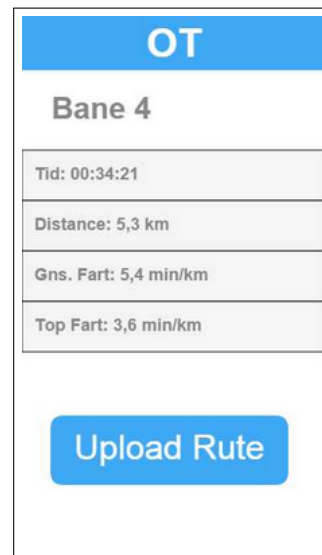 OT
Bane 4
Tid: 00:34:21
Distance: 5,3 km
Gns. Fart: 5,4 min/km
Top Fart: 3,6 min/km
Upload Rute